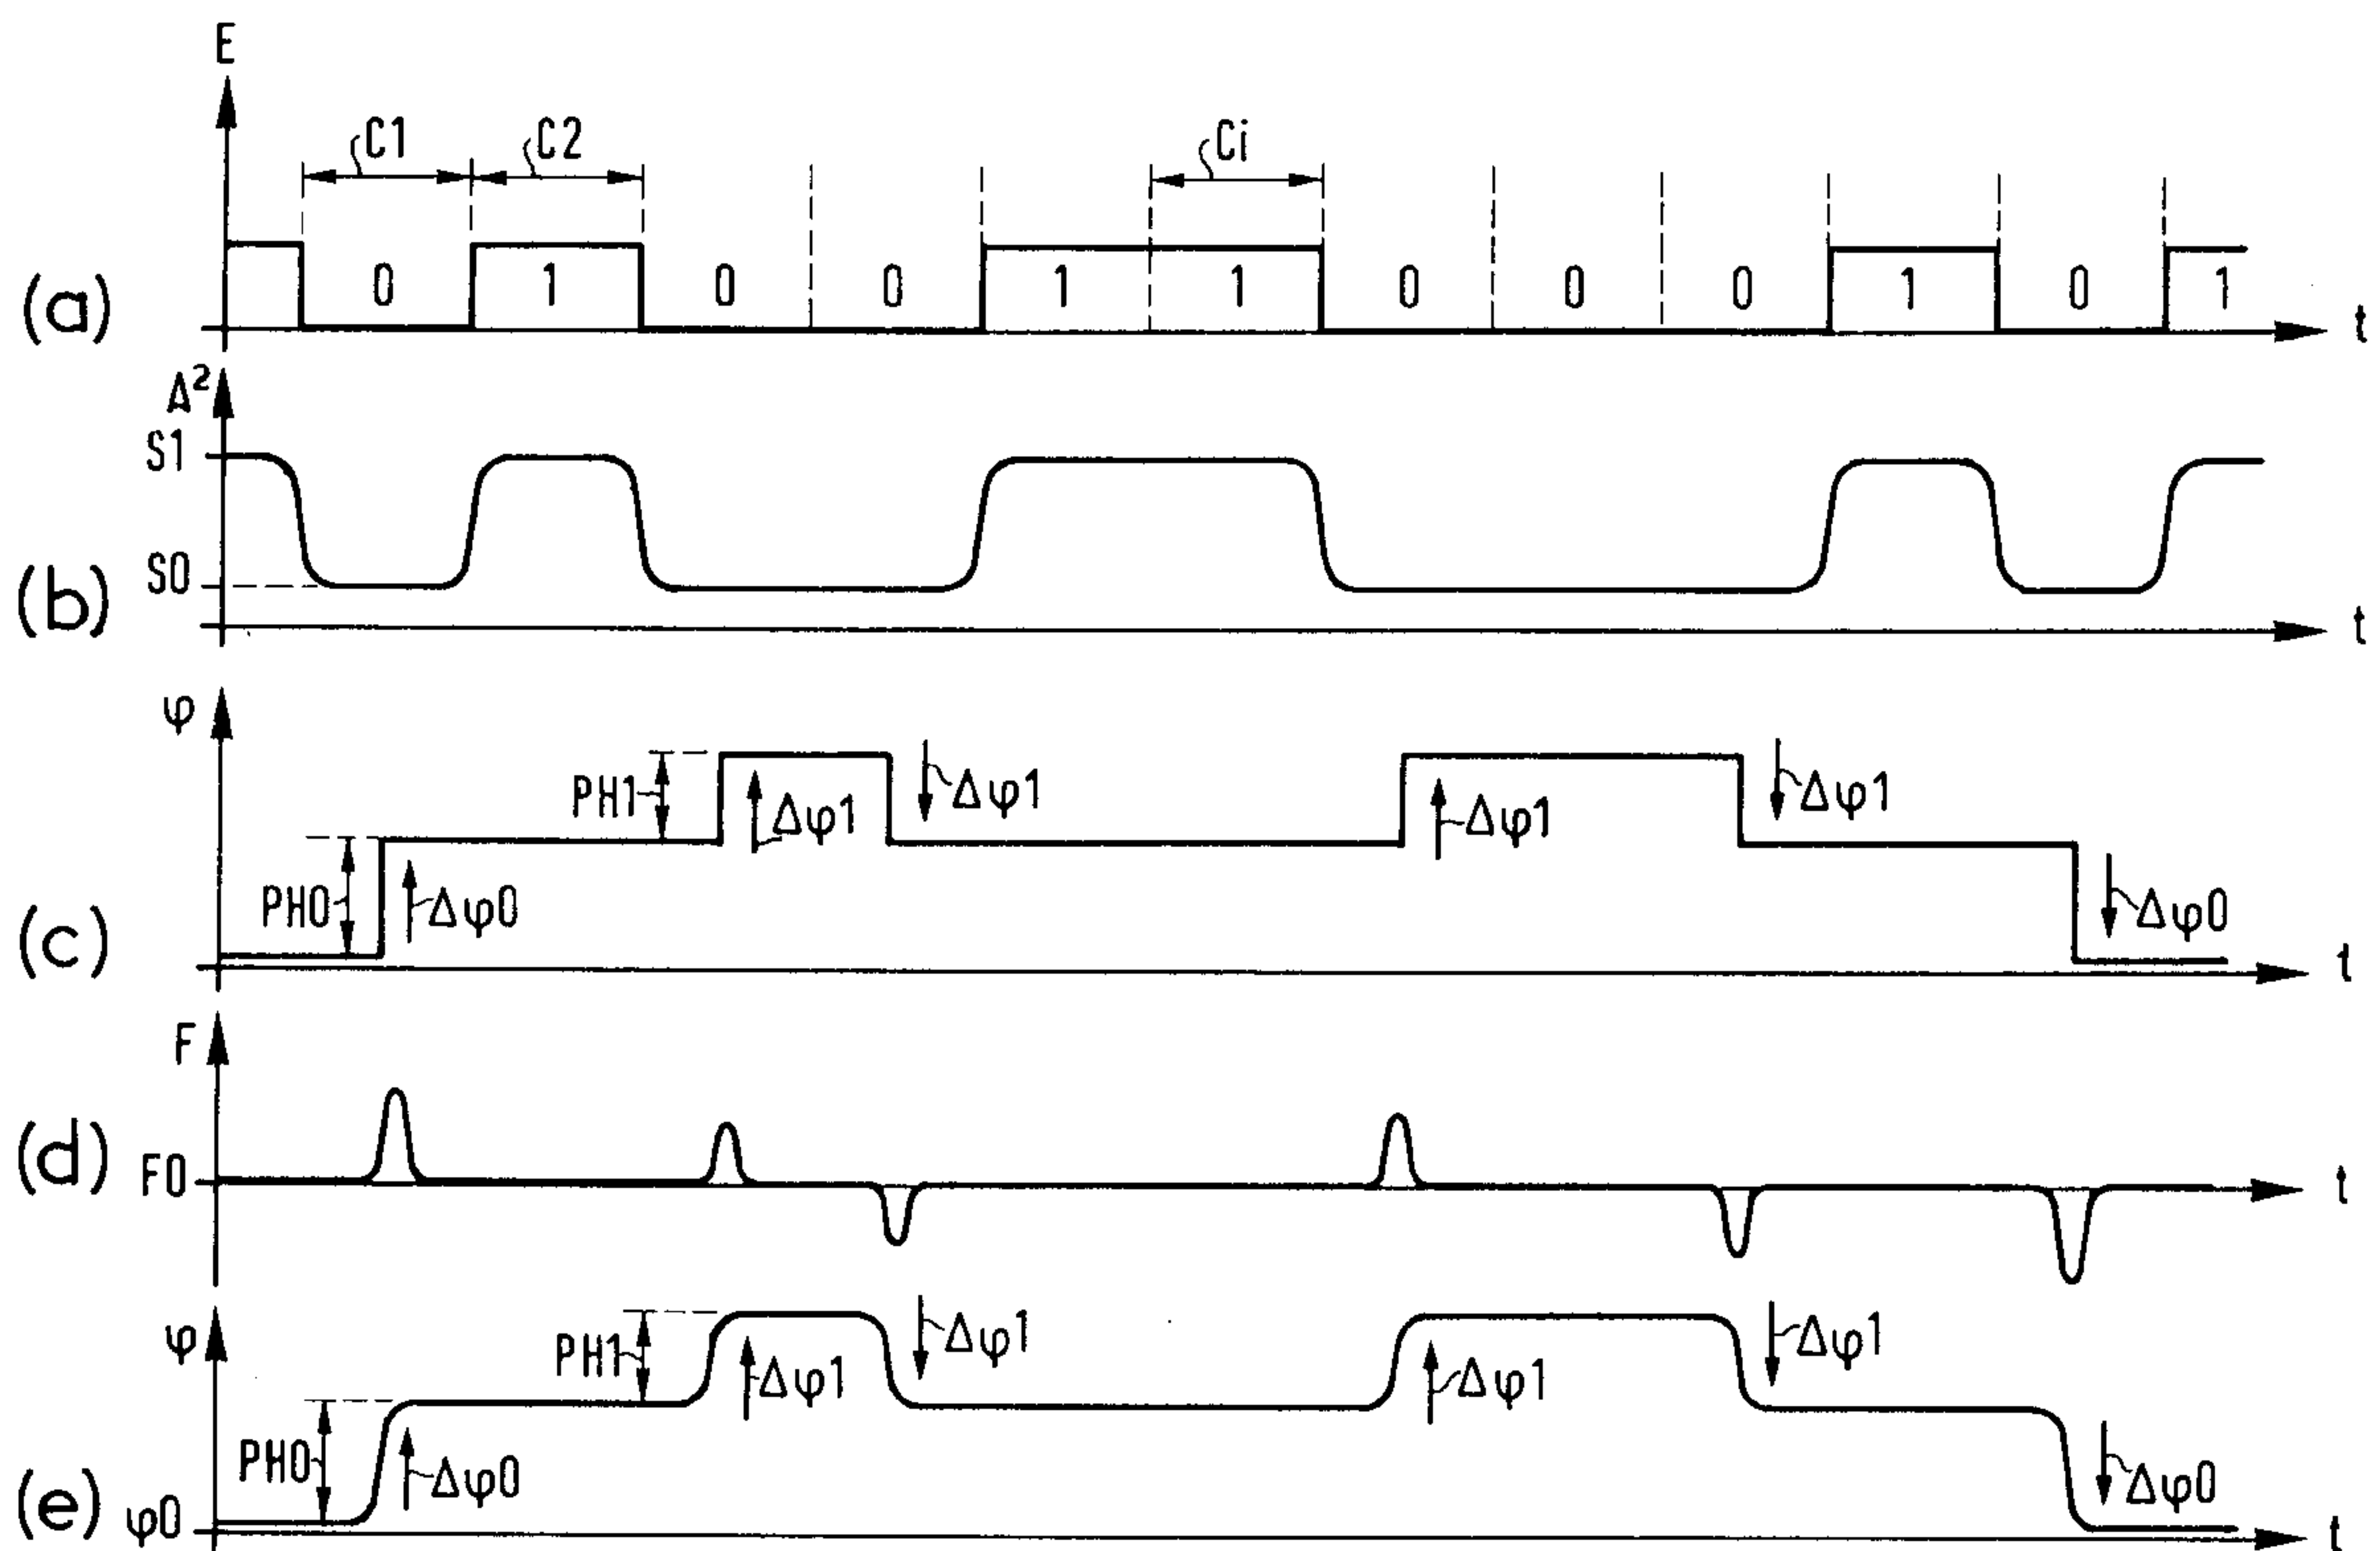 E
C1 C2 Ci
(a) 0 1 0 0 1 1 0 0 0 1 0 1 t
A²
S1
S0
(b) t
φ
PH1 Δφ1 Δφ1 Δφ1 Δφ1
PH0 Δφ0 Δφ0
(c) t
F
(d) F0 t
φ
PH1 Δφ1 Δφ1 Δφ1 Δφ1
PH0 Δφ0 Δφ0
(e) φ0 t